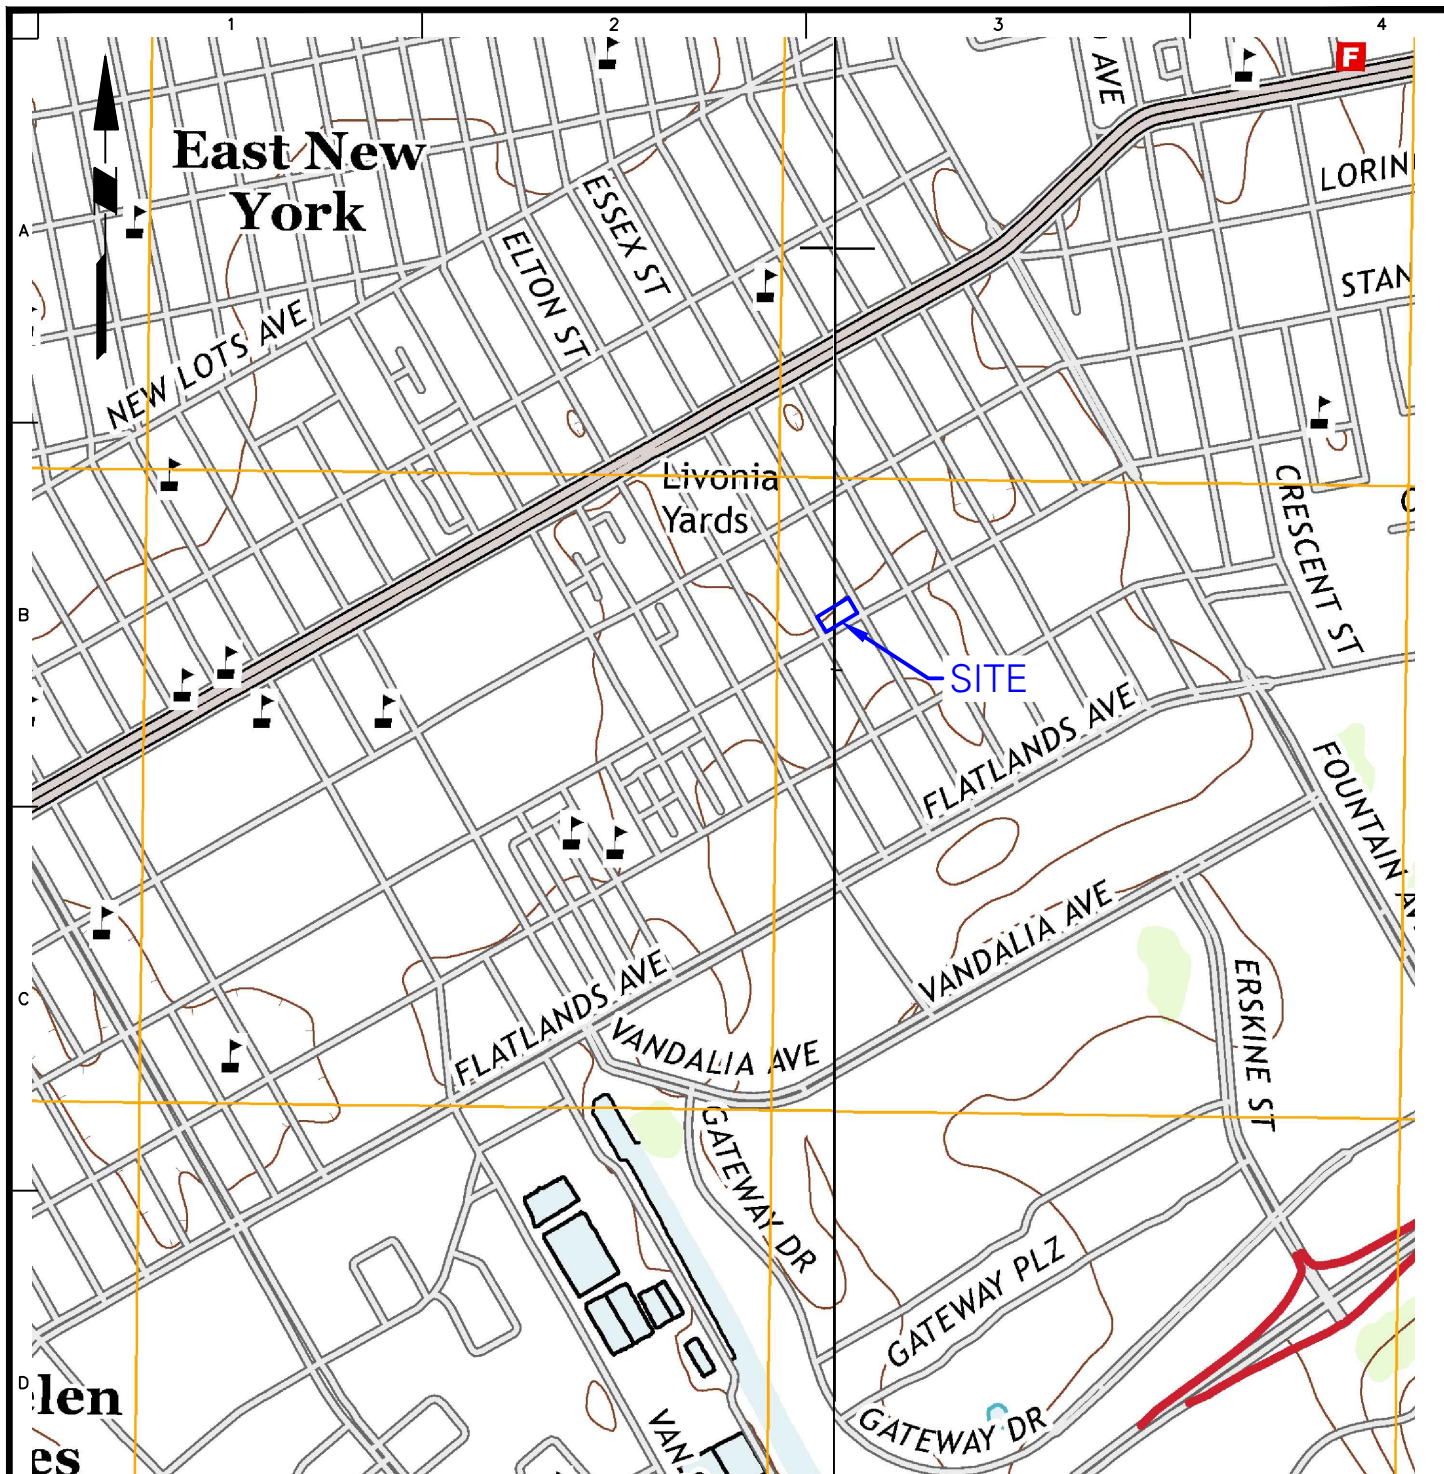 1
2
3
4
A
B
C
D
East New
York
F
AVE
LORIN
STAN
ESSEX ST
ELTON ST
NEW LOTS AVE
Livonia
Yards
CRESCENT ST
SITE
FLATLANDS AVE
FOUNTAIN AV
VANDALIA AVE
ERSKINE ST
FLATLANDS AVE
VANDALIA AVE
GATEWAY DR
GATEWAY PLZ
GATEWAY DR
VAN
len
es